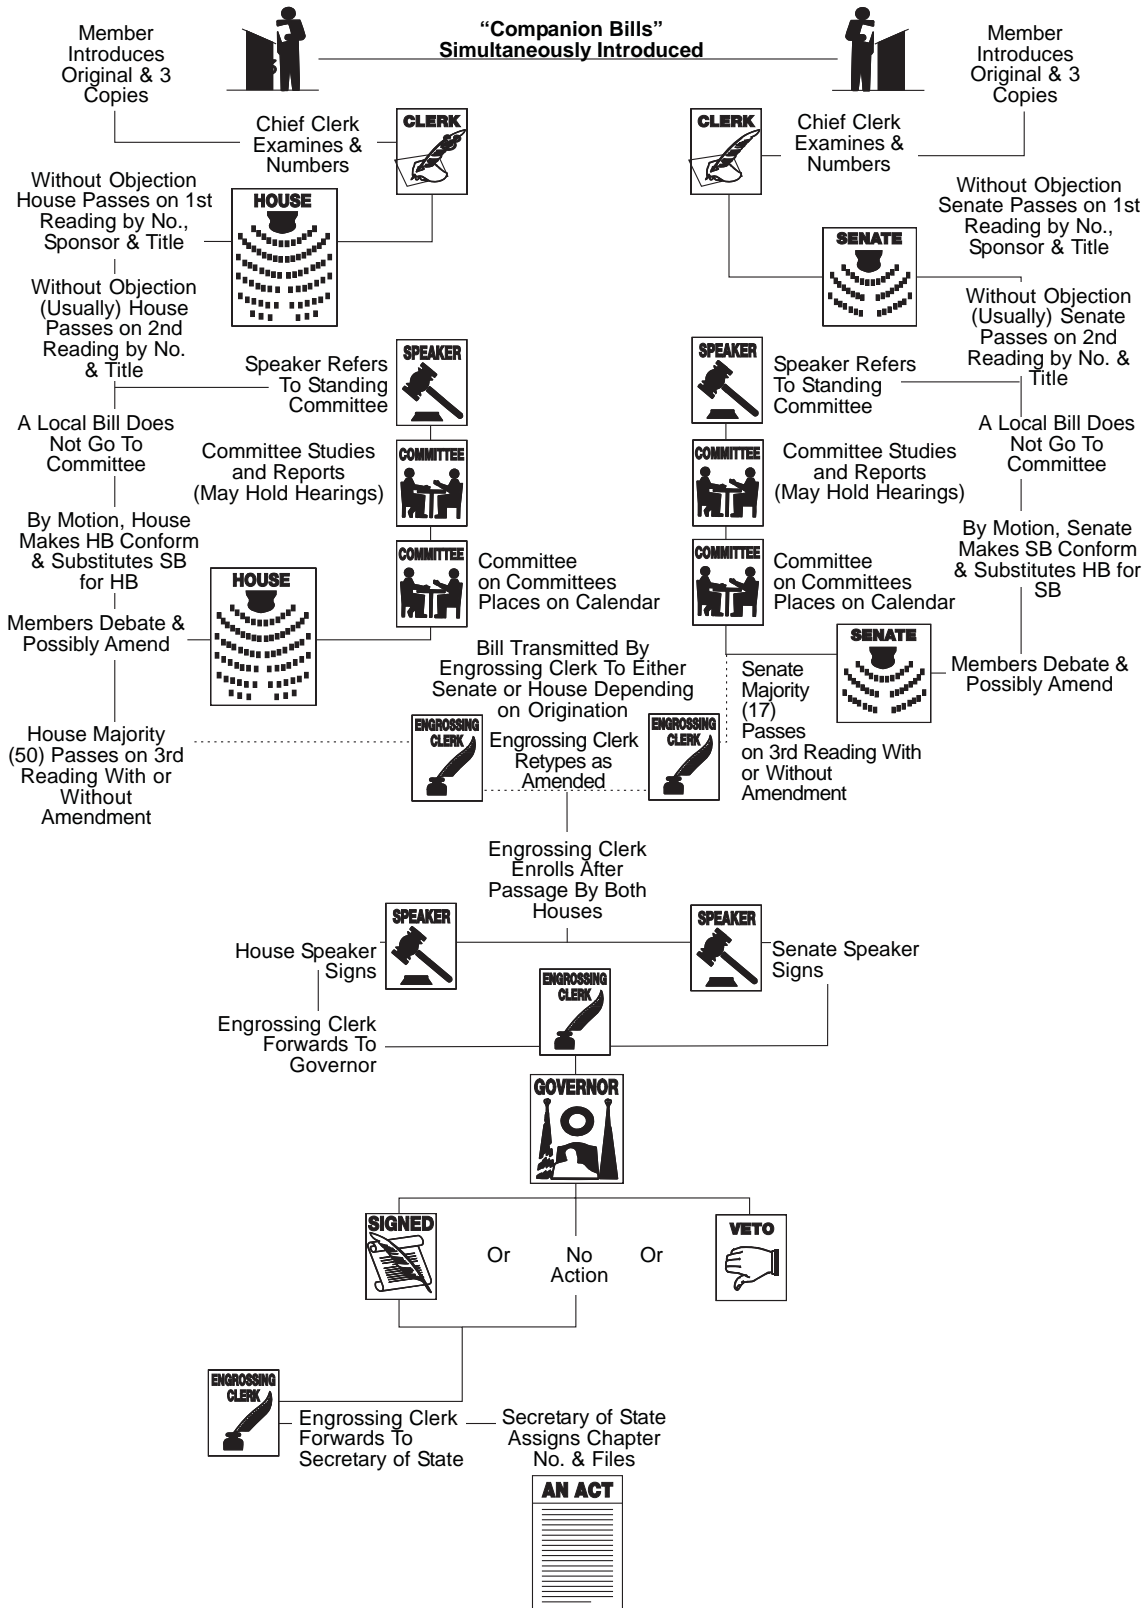 “Companion Bills”
Simultaneously Introduced
Member
Introduces
Original & 3
Copies
Member
Introduces
Original & 3
Copies
Chief Clerk
Examines &
Numbers
CLERK
CLERK
Chief Clerk
Examines &
Numbers
Without Objection
House Passes on 1st
Reading by No.,
Sponsor & Title
HOUSE
Without Objection
Senate Passes on 1st
Reading by No.,
Sponsor & Title
SENATE
Without Objection
(Usually) House
Passes on 2nd
Reading by No.
& Title
Without Objection
(Usually) Senate
Passes on 2nd
Reading by No. &
Title
Speaker Refers
To Standing
Committee
SPEAKER
SPEAKER
Speaker Refers
To Standing
Committee
A Local Bill Does
Not Go To
Committee
A Local Bill Does
Not Go To
Committee
Committee Studies
and Reports
(May Hold Hearings)
COMMITTEE
COMMITTEE
Committee Studies
and Reports
(May Hold Hearings)
By Motion, House
Makes HB Conform
& Substitutes SB
for HB
By Motion, Senate
Makes SB Conform
& Substitutes HB for
SB
COMMITTEE
Committee
on Committees
Places on Calendar
COMMITTEE
Committee
on Committees
Places on Calendar
HOUSE
Members Debate &
Possibly Amend
SENATE
Members Debate &
Possibly Amend
Bill Transmitted By
Engrossing Clerk To Either
Senate or House Depending
on Origination
House Majority
(50) Passes on 3rd
Reading With or
Without
Amendment
ENGROSSING
CLERK
Engrossing Clerk
Retypes as
Amended
ENGROSSING
CLERK
Senate
Majority
(17)
Passes
on 3rd Reading With
or Without
Amendment
Engrossing Clerk
Enrolls After
Passage By Both
Houses
House Speaker
Signs
SPEAKER
SPEAKER
Senate Speaker
Signs
Engrossing Clerk
Forwards To
Governor
ENGROSSING
CLERK
GOVERNOR
SIGNED
Or
No
Action
Or
VETO
ENGROSSING
CLERK
Engrossing Clerk
Forwards To
Secretary of State
Secretary of State
Assigns Chapter
No. & Files
AN ACT